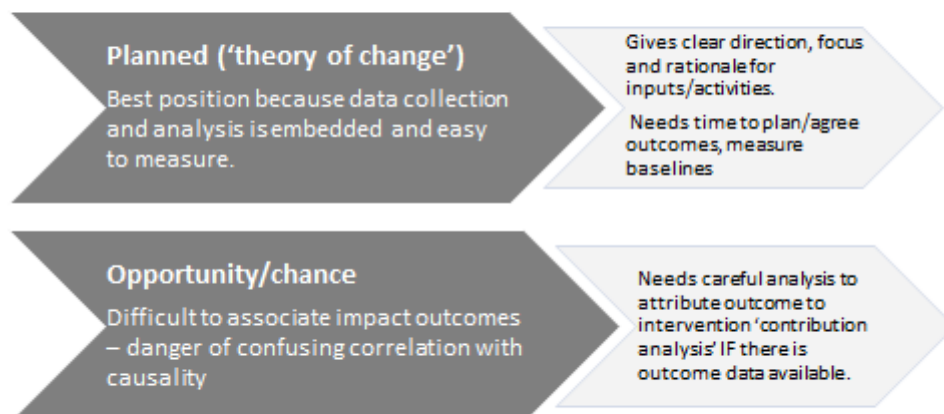 Planned (‘theory of change’)
Best position because data collection
and analysis is embedded and easy
to measure.
Gives clear direction, focus
and rationale for
inputs/activities.
Needs time to plan/agree
outcomes, measure
baselines
Opportunity/chance
Difficult to associate impact outcomes
– danger of confusing correlation with
causality
Needs careful analysis to
attribute outcome to
intervention ‘contribution
analysis’ IF there is
outcome data available.